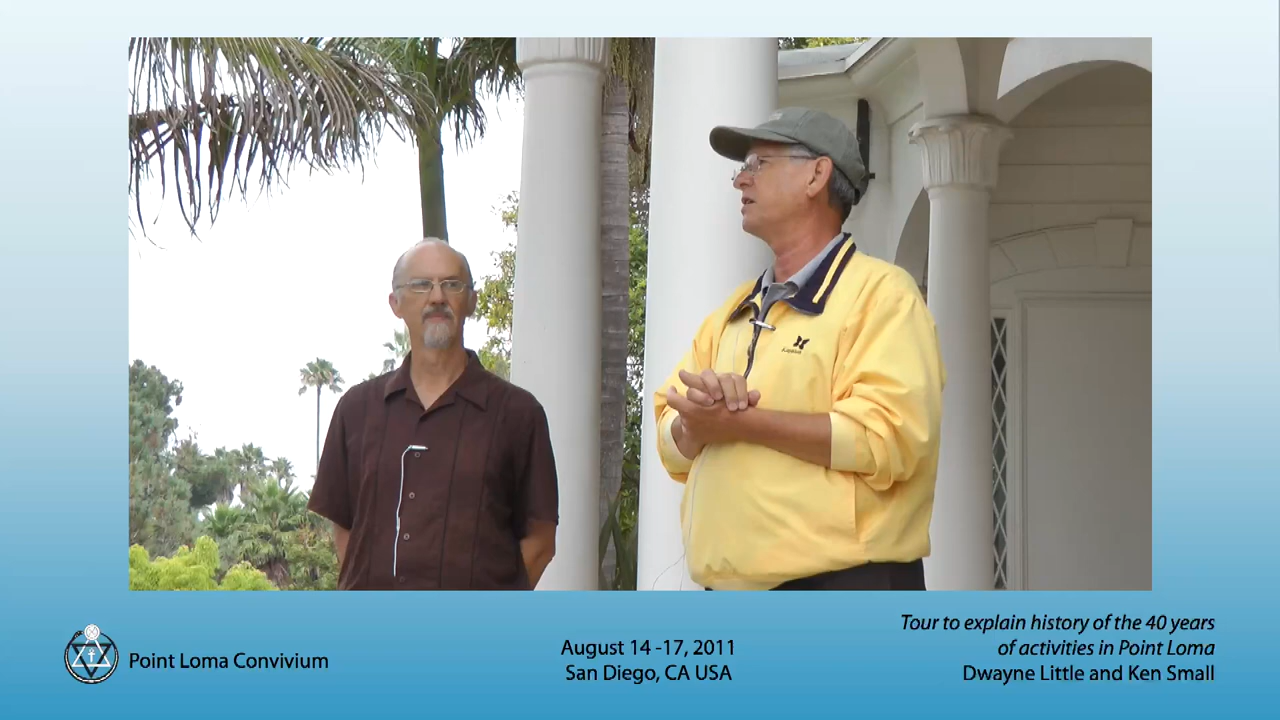 Point Loma Convivium
August 14 -17, 2011
San Diego, CA USA
Tour to explain history of the 40 years
of activities in Point Loma
Dwayne Little and Ken Small